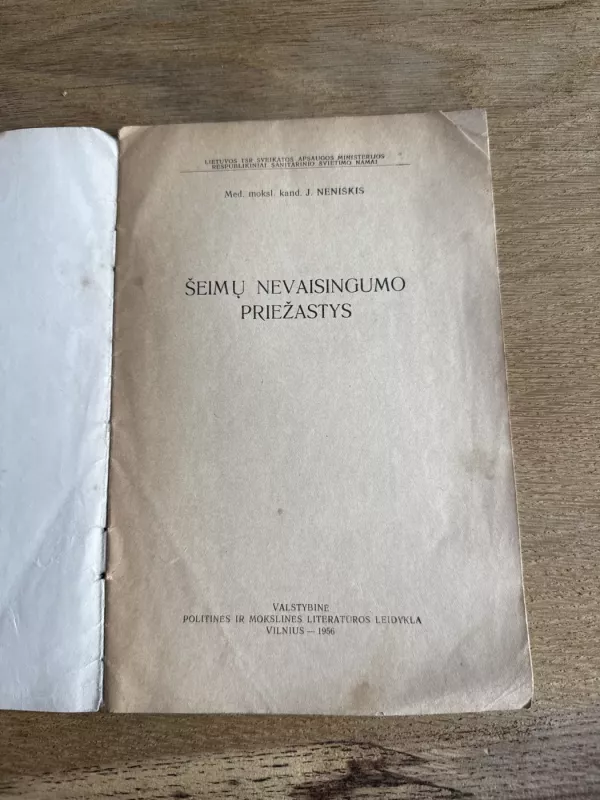 LIETUVOS TSR SVEIKATOS APSAUGOS MINISTERIJOS
RESPUBLIKINIAI SANITARINIO ŠVIETIMO NAMAI
Med. moksl. kand. J. NENIŠKIS
ŠEIMŲ NEVAISINGUMO
PRIEŽASTYS
VALSTYBINĖ
POLITINĖS IR MOKSLINĖS LITERATŪROS LEIDYKLA
VILNIUS — 1956